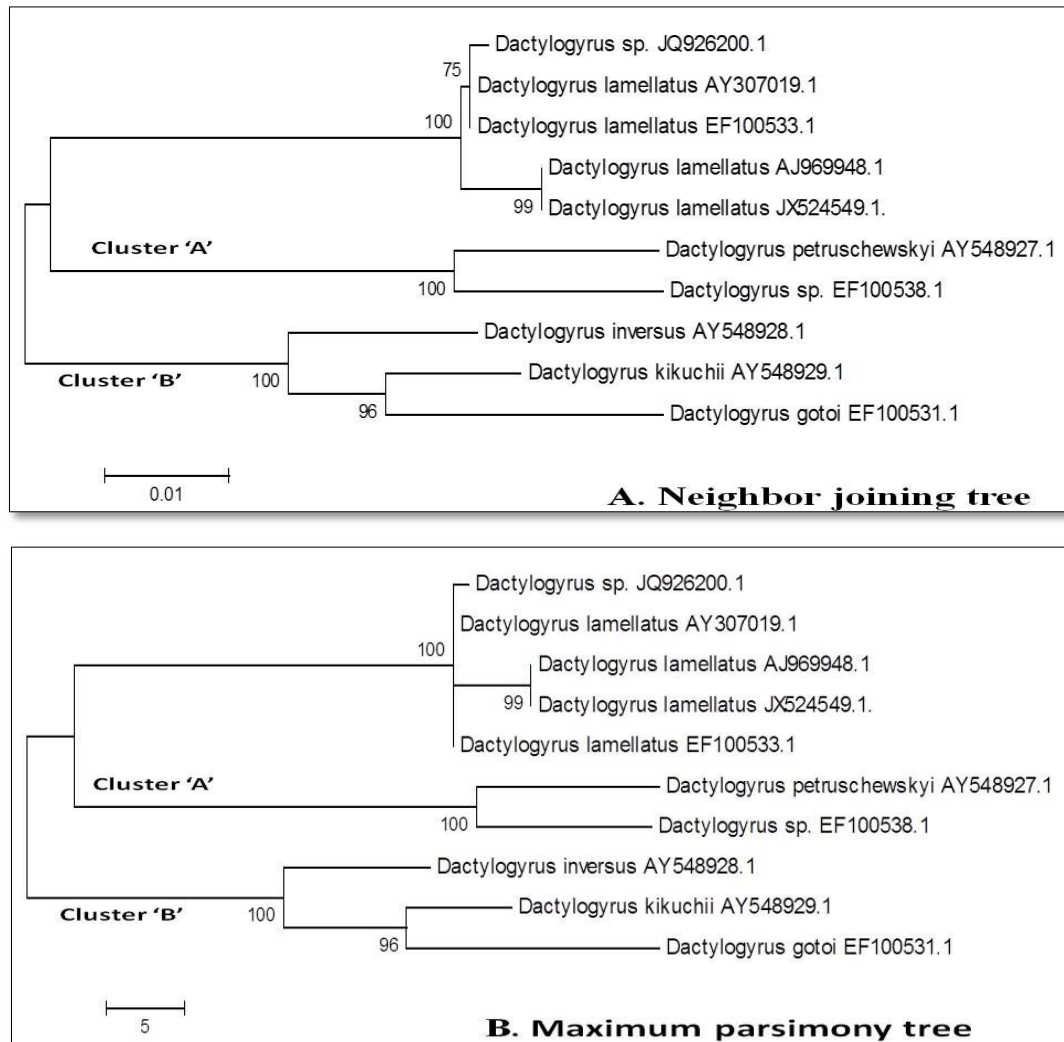 Dactylogyrus sp. JQ926200.1
75
Dactylogyrus lamellatus AY307019.1
100
Dactylogyrus lamellatus EF100533.1
Dactylogyrus lamellatus AJ969948.1
99
Dactylogyrus lamellatus JX524549.1.
Cluster ‘A’
Dactylogyrus petruschewskyi AY548927.1
100
Dactylogyrus sp. EF100538.1
Dactylogyrus inversus AY548928.1
Cluster ‘B’
100
Dactylogyrus kikuchii AY548929.1
96
Dactylogyrus gotoi EF100531.1
0.01
A. Neighbor joining tree
Dactylogyrus sp. JQ926200.1
Dactylogyrus lamellatus AY307019.1
100
Dactylogyrus lamellatus AJ969948.1
99
Dactylogyrus lamellatus JX524549.1.
Dactylogyrus lamellatus EF100533.1
Cluster ‘A’
Dactylogyrus petruschewskyi AY548927.1
100
Dactylogyrus sp. EF100538.1
Dactylogyrus inversus AY548928.1
Cluster ‘B’
100
Dactylogyrus kikuchii AY548929.1
96
Dactylogyrus gotoi EF100531.1
5
B. Maximum parsimony tree